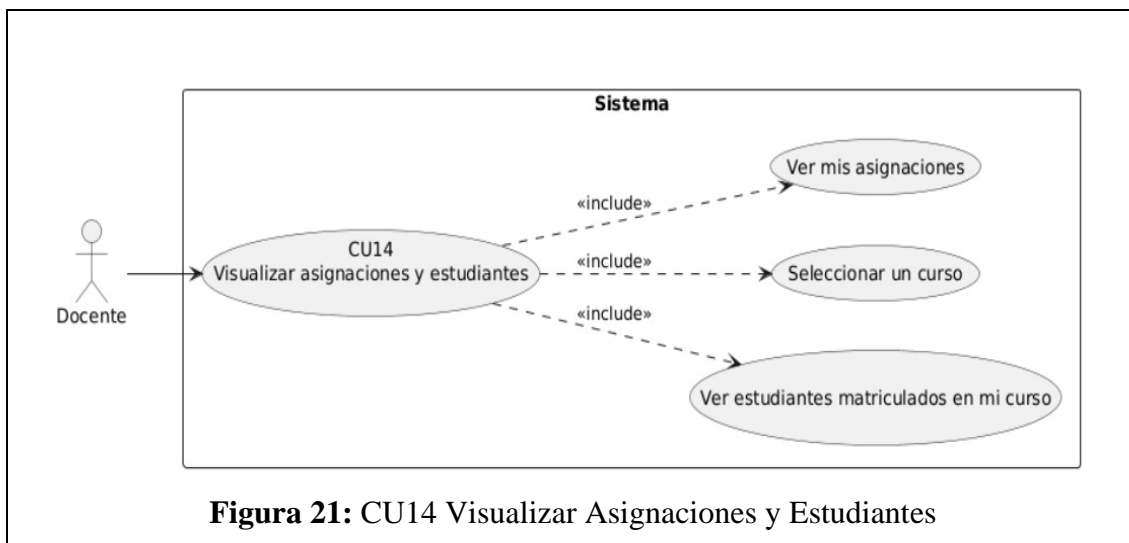 Sistema
Ver mis asignaciones
«include»
CU14
Visualizar asignaciones y estudiantes
«include»
Seleccionar un curso
Docente
«include»
Ver estudiantes matriculados en mi curso
Figura 21: CU14 Visualizar Asignaciones y Estudiantes